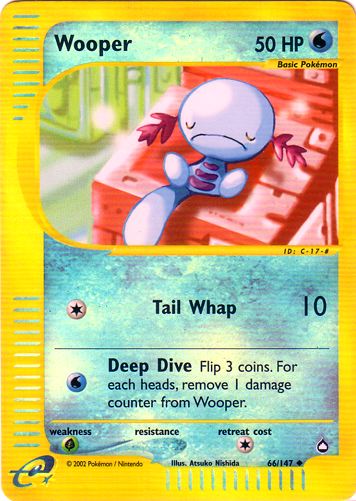 Wooper 50 HP
Basic Pokémon
ID: C-17-#
Tail Whap 10
Deep Dive Flip 3 coins. For
each heads, remove 1 damage
counter from Wooper.
weakness resistance retreat cost
e
© 2002 Pokémon / Nintendo Illus. Atsuko Nishida 66/147 ◆